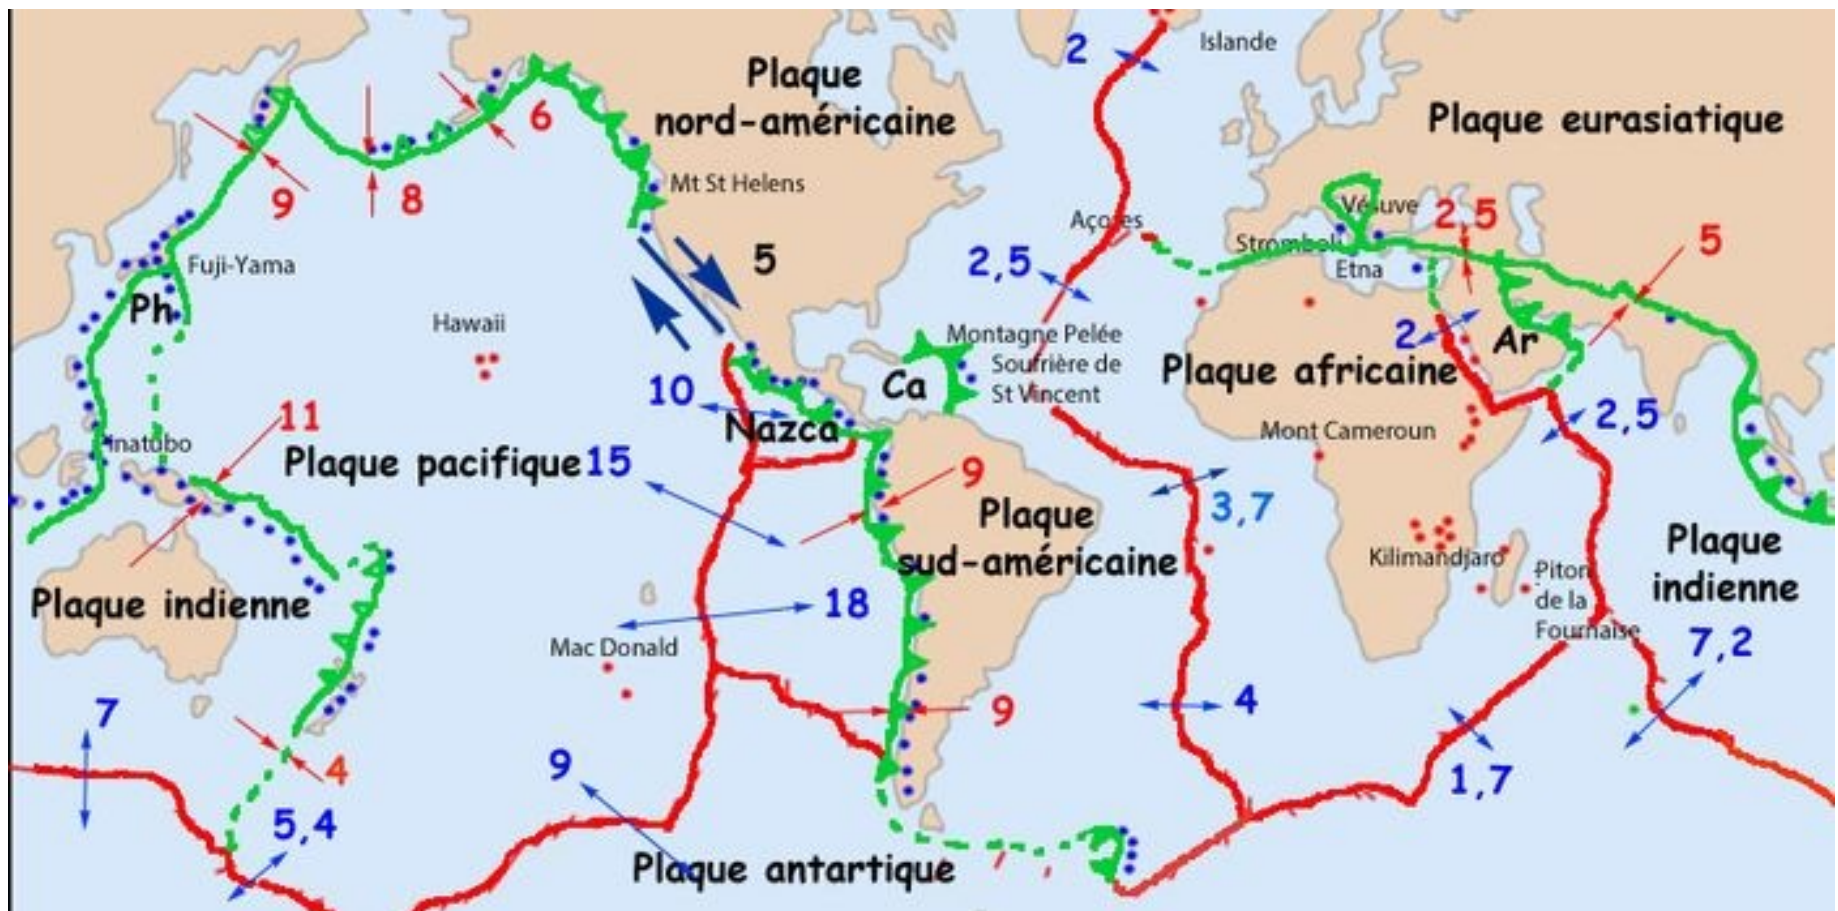 Islande
2
Plaque
nord-américaine
Plaque eurasiatique
6
9
8
Mt St Helens
Vésuve
2,5
Açores
5
Stromboli
Etna
Fuji-Yama
2,5
5
Ph
Hawaii
Montagne Pelée
Soufrière de
St Vincent
2
Ar
Plaque africaine
Ca
10
11
Nazca
2,5
Mont Cameroun
inatubo
Plaque pacifique
15
9
3,7
Plaque
sud-américaine
Plaque
indienne
Kilimandjaro
Piton
de la
Fournaise
Plaque indienne
18
Mac Donald
7,2
7
9
4
4
9
1,7
5,4
Plaque antartique